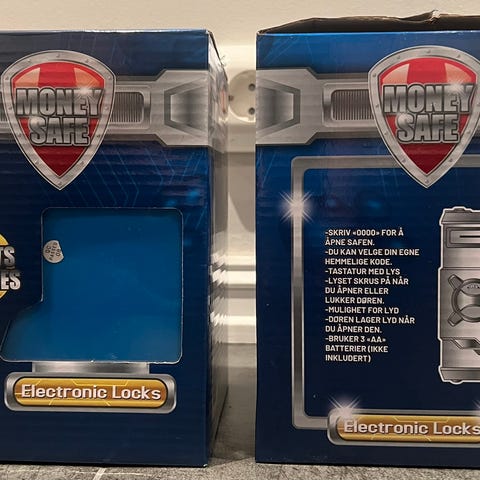 MONEY
SAFE
Electronic Locks
MONEY
SAFE
-SKRIV «0000» FOR Å
ÅPNE SAFEN.
-DU KAN VELGE DIN EGNE
HEMMELIGE KODE.
-TASTATUR MED LYS
-LYSET SKRUS PÅ NÅR
DU ÅPNER ELLER
LUKKER DØREN.
-MULIGHET FOR LYD
-DØREN LAGER LYD NÅR
DU ÅPNER DEN.
-BRUKER 3 «AA»
BATTERIER (IKKE
INKLUDERT)
Electronic Locks